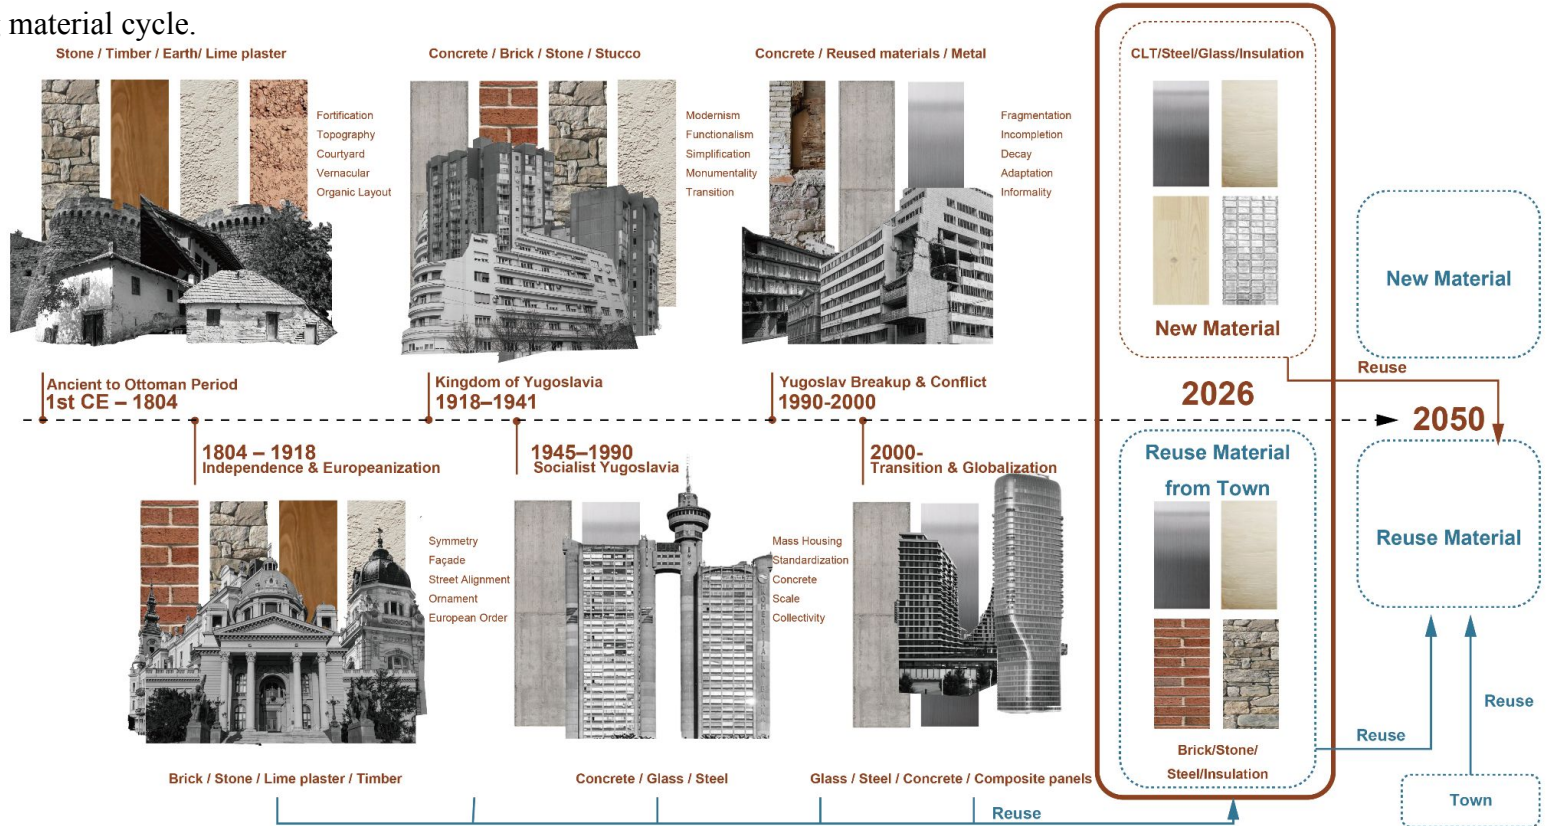 material cycle.
Stone / Timber / Earth/ Lime plaster
Fortification
Topography
Courtyard
Vernacular
Organic Layout
Concrete / Brick / Stone / Stucco
Modernism
Functionalism
Simplification
Monumentality
Transition
Concrete / Reused materials / Metal
Fragmentation
Incompletion
Decay
Adaptation
Informality
CLT/Steel/Glass/Insulation
New Material
New Material
Reuse
Ancient to Ottoman Period
1st CE – 1804
Kingdom of Yugoslavia
1918–1941
Yugoslav Breakup & Conflict
1990-2000
2026
2050
1804 – 1918
Independence & Europeanization
1945–1990
Socialist Yugoslavia
2000-
Transition & Globalization
Reuse Material
from Town
Reuse Material
Symmetry
Façade
Street Alignment
Ornament
European Order
Mass Housing
Standardization
Concrete
Scale
Collectivity
Brick / Stone / Lime plaster / Timber
Concrete / Glass / Steel
Glass / Steel / Concrete / Composite panels
Brick/Stone/
Steel/Insulation
Reuse
Reuse
Reuse
Town